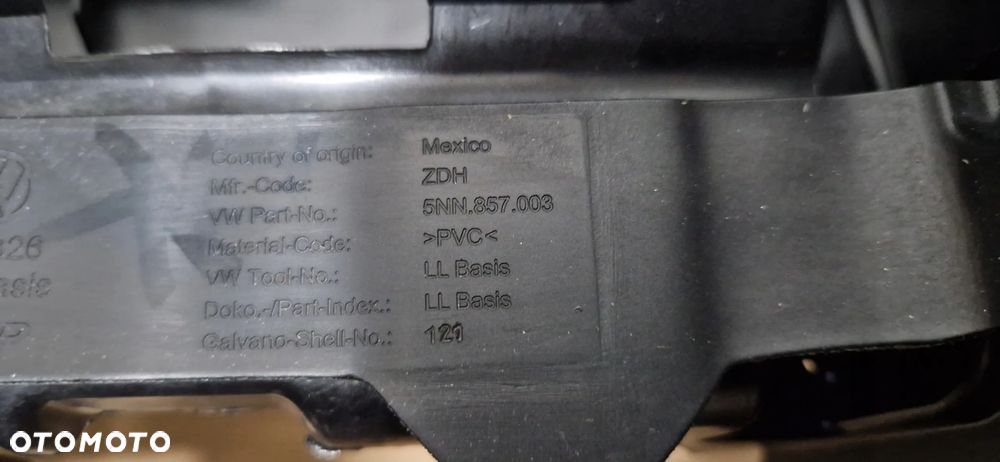 Country of origin: Mexico
Mfr.-Code: ZDH
VW Part-No.: 5NN.857.003
Material-Code: >PVC<
VW Tool-No.: LL Basis
Doko.-/Part-Index.: LL Basis
Galvano-Shell-No.:
826
OTOMOTO